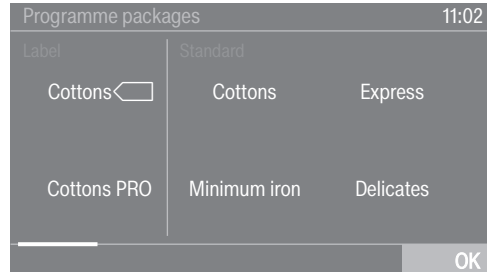 Programme packages 11:02
Label Standard
Cottons Cottons Express
Cottons PRO Minimum iron Delicates
OK